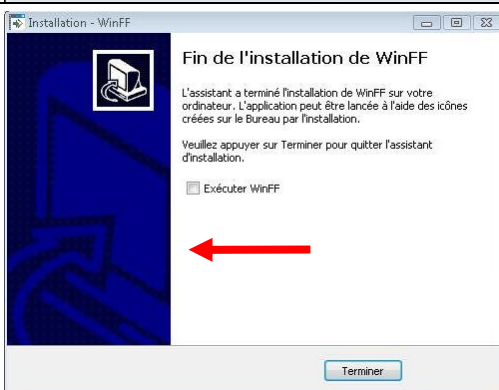 Installation - WinFF
Fin de l'installation de WinFF
L'assistant a terminé l'installation de WinFF sur votre
ordinateur. L'application peut être lancée à l'aide des icônes
créées sur le Bureau par l'installation.
Veuillez appuyer sur Terminer pour quitter l'assistant
d'installation.
Exécuter WinFF
Terminer